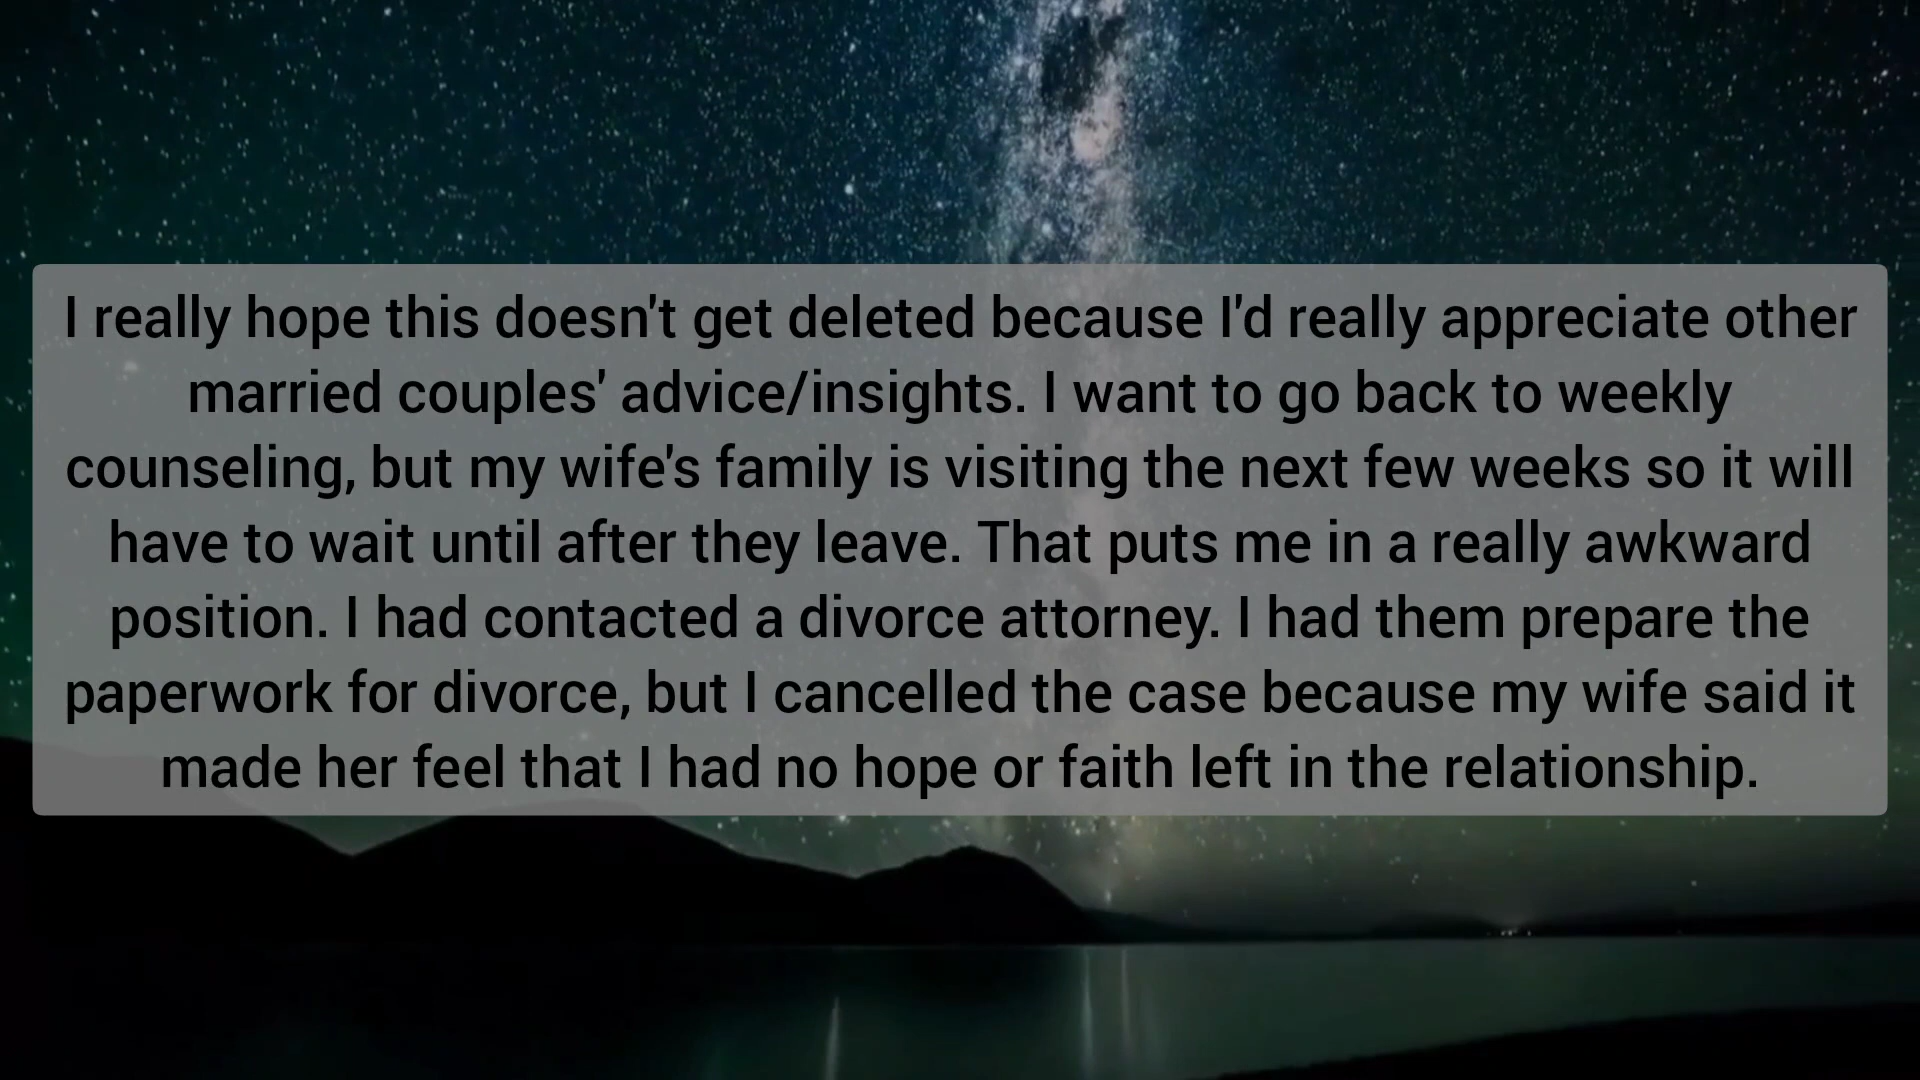 I really hope this doesn't get deleted because I'd really appreciate other
married couples' advice/insights. I want to go back to weekly
counseling, but my wife's family is visiting the next few weeks so it will
have to wait until after they leave. That puts me in a really awkward
position. I had contacted a divorce attorney. I had them prepare the
paperwork for divorce, but I cancelled the case because my wife said it
made her feel that I had no hope or faith left in the relationship.